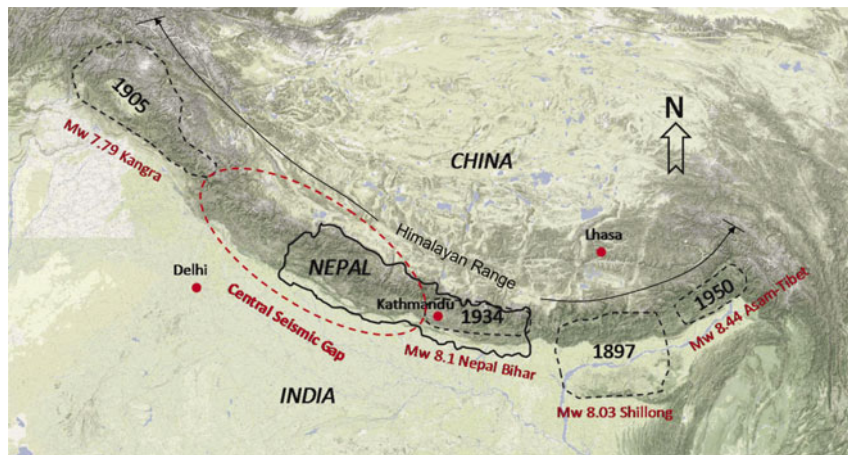 1905
Mw 7.79 Kangra
N
CHINA
Himalayan Range
Lhasa
Delhi
NEPAL
Kathmandu
1934
Central Seismic Gap
Mw 8.1 Nepal Bihar
1950
Mw 8.44 Asam-Tibet
1897
Mw 8.03 Shillong
INDIA